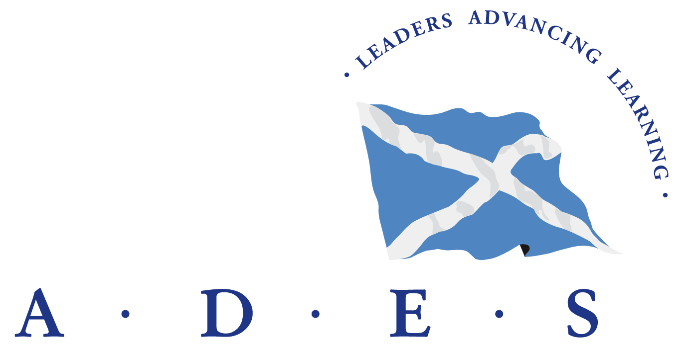 · LEADERS ADVANCING LEARNING ·
A · D · E · S